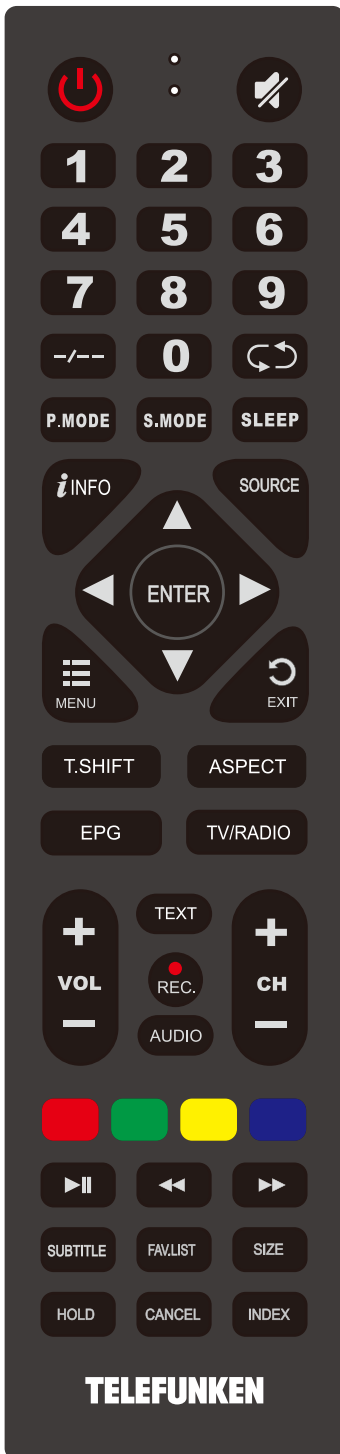 1 2 3
4 5 6
7 8 9
-/-- 0
P.MODE S.MODE SLEEP
i INFO SOURCE
ENTER
MENU EXIT
T.SHIFT ASPECT
EPG TV/RADIO
TEXT
+ +
VOL REC. CH
- -
AUDIO
SUBTITLE FAV.LIST SIZE
HOLD CANCEL INDEX
TELEFUNKEN